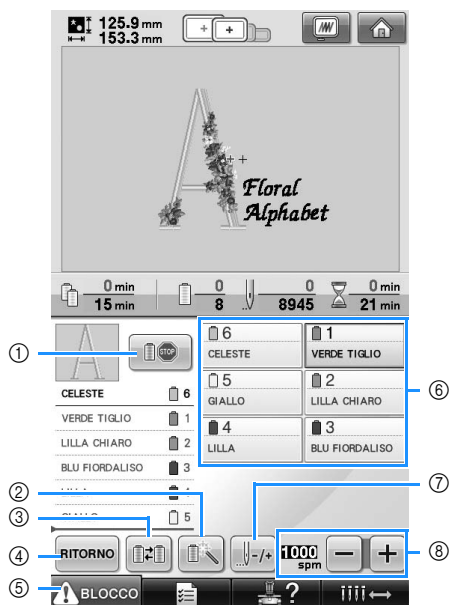 125.9 mm
153.3 mm
Floral
Alphabet
0 min
15 min
0
8
0
8945
0 min
21 min
① STOP
CELESTE 6
VERDE TIGLIO 1
LILLA CHIARO 2
BLU FIORDALISO 3
6
CELESTE
1
VERDE TIGLIO
5
GIALLO
2
LILLA CHIARO
4
LILLA
3
BLU FIORDALISO
⑥
5
②
③
④ RITORNO
⑦
-/+
1000
spm
− +
⑧
⑤ BLOCCO
?